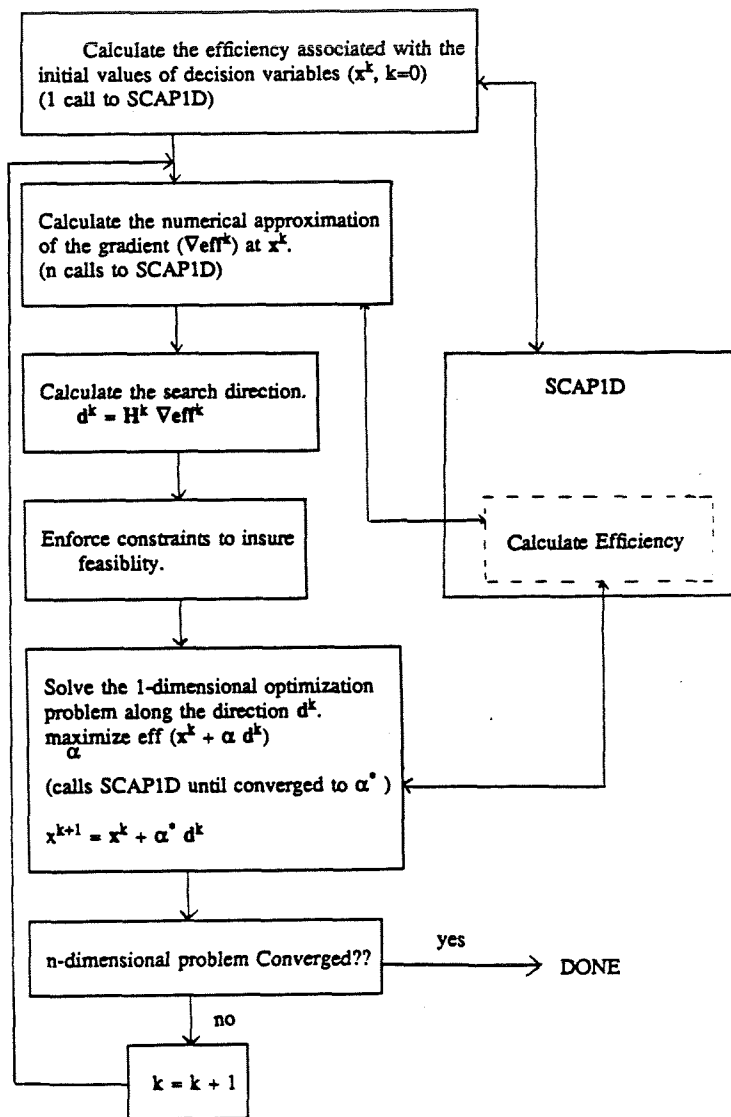 Calculate the efficiency associated with the
initial values of decision variables (x^k, k=0)
(1 call to SCAP1D)
Calculate the numerical approximation
of the gradient (∇eff^k) at x^k.
(n calls to SCAP1D)
Calculate the search direction.
d^k = H^k ∇eff^k
Enforce constraints to insure
feasiblity.
Solve the 1-dimensional optimization
problem along the direction d^k.
maximize eff (x^k + α d^k)
α
(calls SCAP1D until converged to α*)
x^k+1 = x^k + α* d^k
n-dimensional problem Converged??
yes
DONE
no
k = k + 1
SCAP1D
Calculate Efficiency